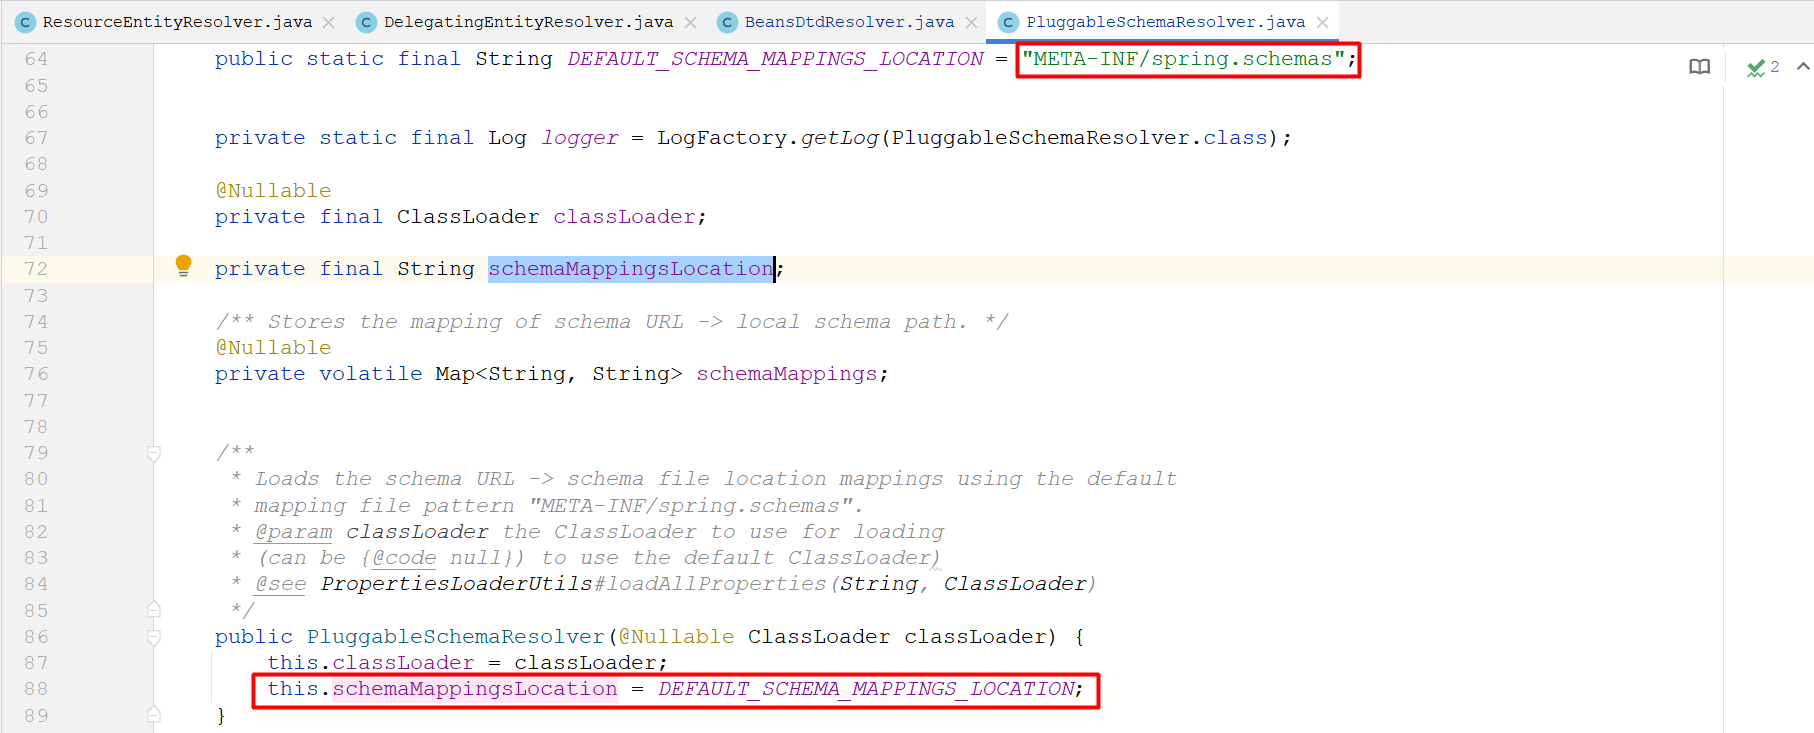 ResourceEntityResolver.java DelegatingEntityResolver.java BeansDtdResolver.java PluggableSchemaResolver.java
64 public static final String DEFAULT_SCHEMA_MAPPINGS_LOCATION = "META-INF/spring.schemas";
2
65
66
67 private static final Log logger = LogFactory.getLog(PluggableSchemaResolver.class);
68
69 @Nullable
70 private final ClassLoader classLoader;
71
72 private final String schemaMappingsLocation;
73
74 /** Stores the mapping of schema URL -> local schema path. */
75 @Nullable
76 private volatile Map<String, String> schemaMappings;
77
78
79 /**
80 * Loads the schema URL -> schema file location mappings using the default
81 * mapping file pattern "META-INF/spring.schemas".
82 * @param classLoader the ClassLoader to use for loading
83 * (can be {@code null}) to use the default ClassLoader)
84 * @see PropertiesLoaderUtils#loadAllProperties(String, ClassLoader)
85 */
86 public PluggableSchemaResolver(@Nullable ClassLoader classLoader) {
87 this.classLoader = classLoader;
88 this.schemaMappingsLocation = DEFAULT_SCHEMA_MAPPINGS_LOCATION;
89 }